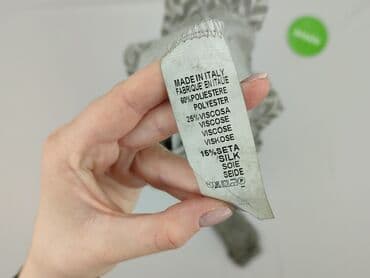 MADE IN ITALY
FABRIQUE EN ITALIE
60%POLIESTERE
POLYESTER
25%VISCOSA
VISCOSE
VISCOSE
VISKOSE
15%SETA
SILK
SOIE
SEIDE